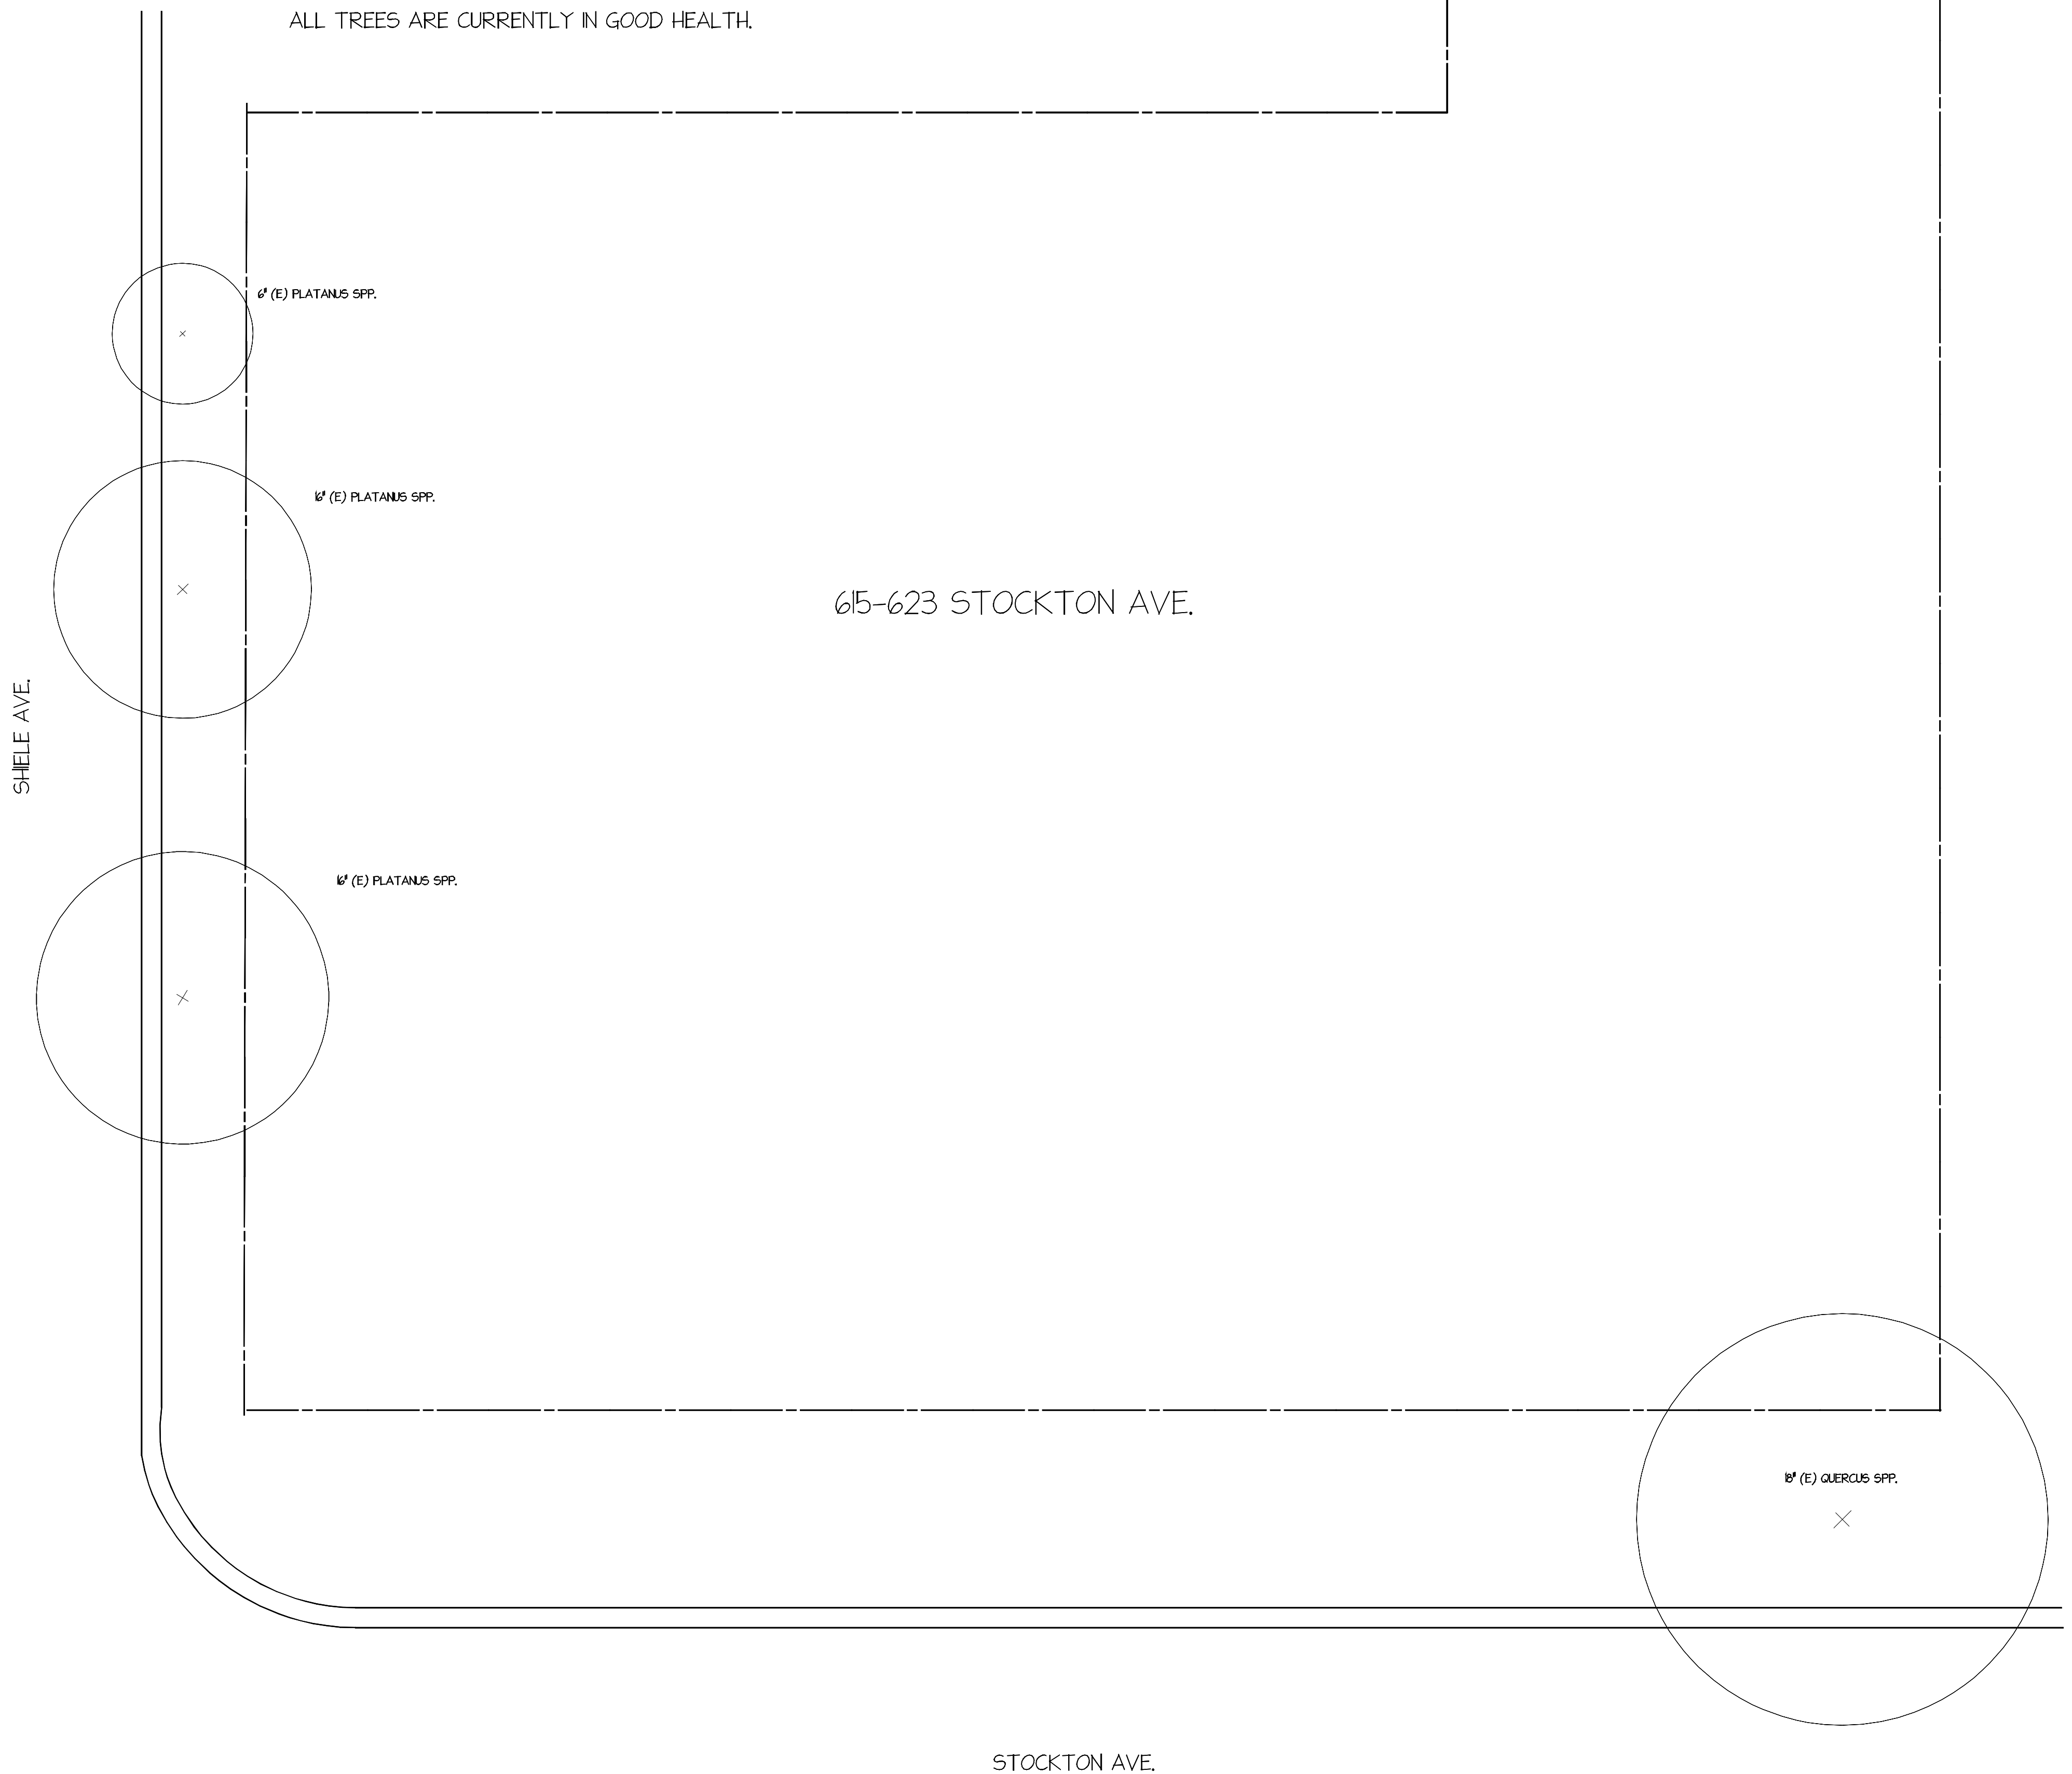 ALL TREES ARE CURRENTLY IN GOOD HEALTH.
6" (E) PLATANUS SPP.
16" (E) PLATANUS SPP.
615-623 STOCKTON AVE.
SHIELE AVE.
16" (E) PLATANUS SPP.
18" (E) QUERCUS SPP.
STOCKTON AVE.